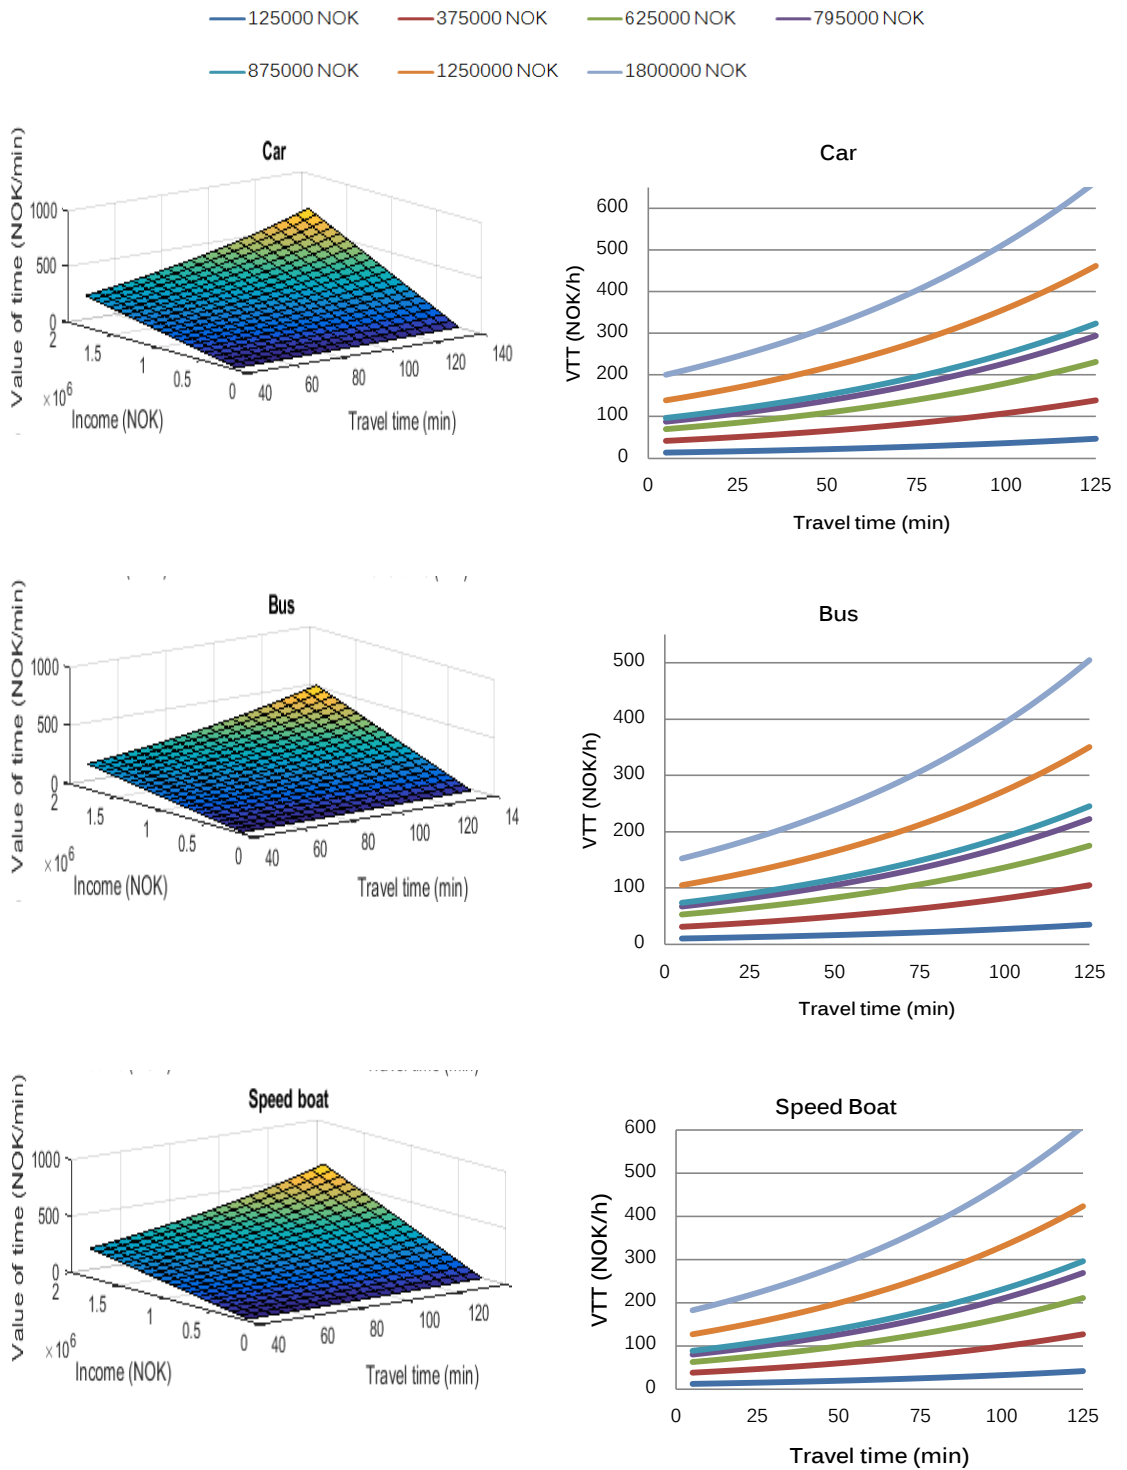 125000 NOK 375000 NOK 625000 NOK 795000 NOK
875000 NOK 1250000 NOK 1800000 NOK
Car
Value of time (NOK/min)
1000
500
0
2
1.5
1
0.5
0
×10⁶
Income (NOK)
40 60 80 100 120 140
Travel time (min)
Car
VTT (NOK/h)
600
500
400
300
200
100
0
0 25 50 75 100 125
Travel time (min)
Bus
Value of time (NOK/min)
1000
500
0
2
1.5
1
0.5
0
×10⁶
Income (NOK)
40 60 80 100 120 14
Travel time (min)
Bus
VTT (NOK/h)
500
400
300
200
100
0
0 25 50 75 100 125
Travel time (min)
Speed boat
Value of time (NOK/min)
1000
500
0
2
1.5
1
0.5
0
×10⁶
Income (NOK)
40 60 80 100 120
Travel time (min)
Speed Boat
VTT (NOK/h)
600
500
400
300
200
100
0
0 25 50 75 100 125
Travel time (min)